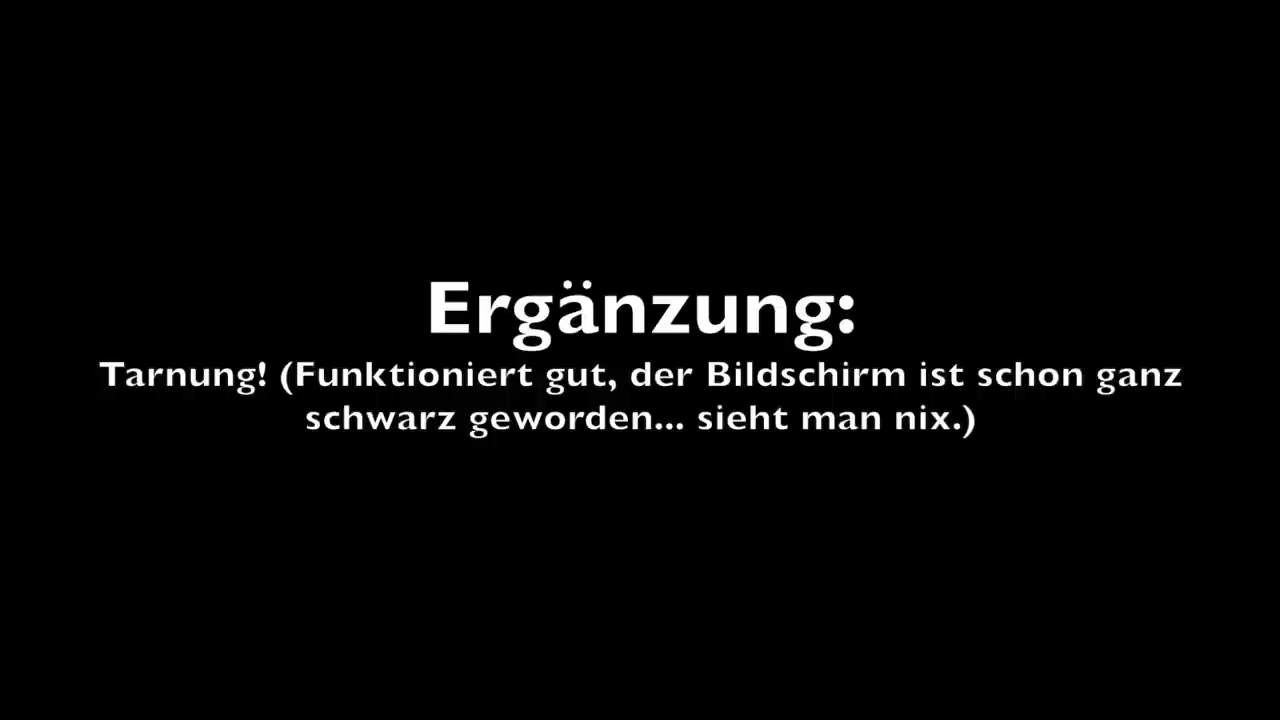 Ergänzung:
Tarnung! (Funktioniert gut, der Bildschirm ist schon ganz
schwarz geworden... sieht man nix.)